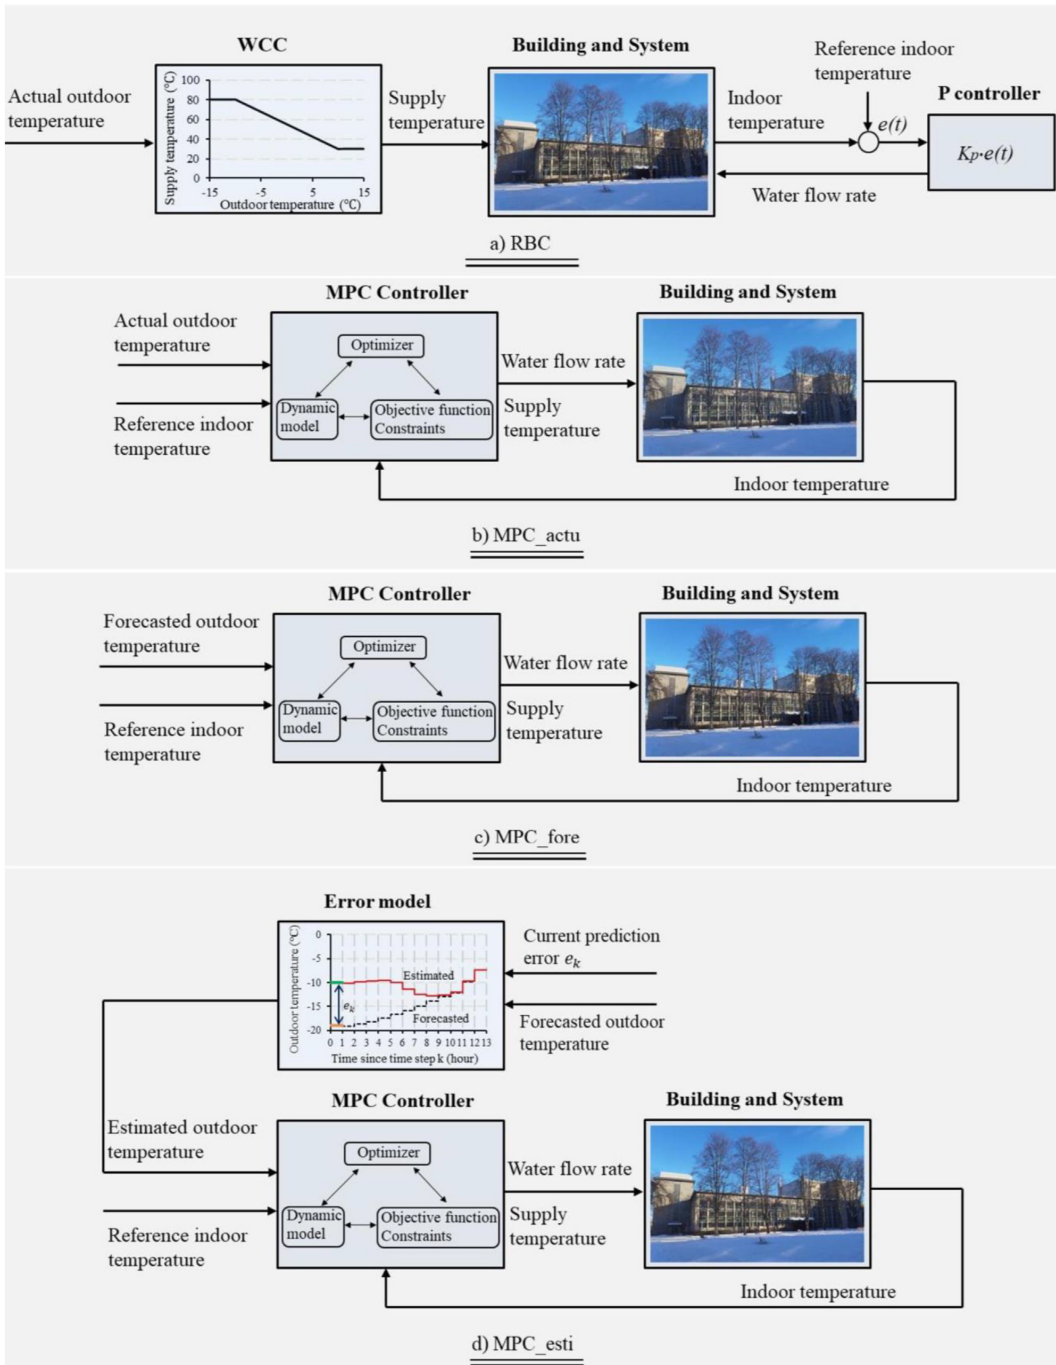 WCC
Building and System
Reference indoor
temperature
P controller
Actual outdoor
temperature
Supply temperature (°C)
100
80
60
40
20
0
-15
-5
5
15
Outdoor temperature (°C)
Supply
temperature
Indoor
temperature
e(t)
Kp·e(t)
Water flow rate
a) RBC
MPC Controller
Building and System
Actual outdoor
temperature
Reference indoor
temperature
Optimizer
Dynamic
model
Objective function
Constraints
Water flow rate
Supply
temperature
Indoor temperature
b) MPC_actu
MPC Controller
Building and System
Forecasted outdoor
temperature
Reference indoor
temperature
Optimizer
Dynamic
model
Objective function
Constraints
Water flow rate
Supply
temperature
Indoor temperature
c) MPC_fore
Error model
Outdoor temperature (°C)
0
-5
-10
-15
-20
Estimated
eₖ
Forecasted
0 1 2 3 4 5 6 7 8 9 10 11 12 13
Time since time step k (hour)
Current prediction
error eₖ
Forecasted outdoor
temperature
MPC Controller
Building and System
Estimated outdoor
temperature
Reference indoor
temperature
Optimizer
Dynamic
model
Objective function
Constraints
Water flow rate
Supply
temperature
Indoor temperature
d) MPC_esti